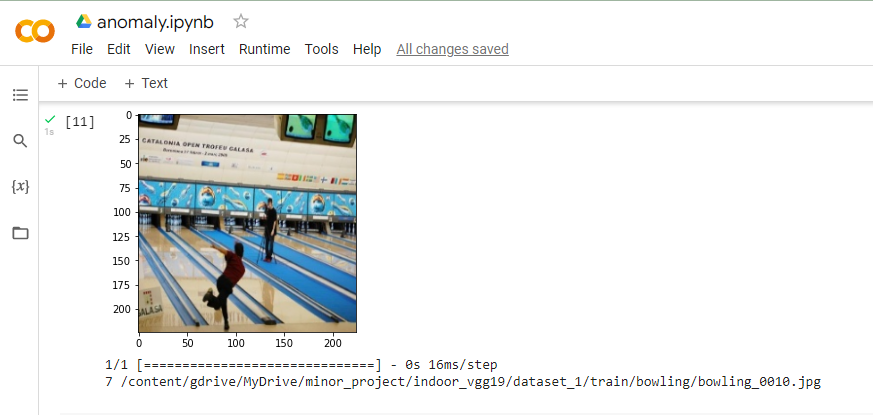 anomaly.ipynb
File Edit View Insert Runtime Tools Help All changes saved
+ Code + Text
[11]
1s
{x}
0
25
50
75
100
125
150
175
200
CATALONIA OPEN TROFEU GALASA
GALASA
0 50 100 150 200
1/1 [==============================] - 0s 16ms/step
7 /content/gdrive/MyDrive/minor_project/indoor_vgg19/dataset_1/train/bowling/bowling_0010.jpg